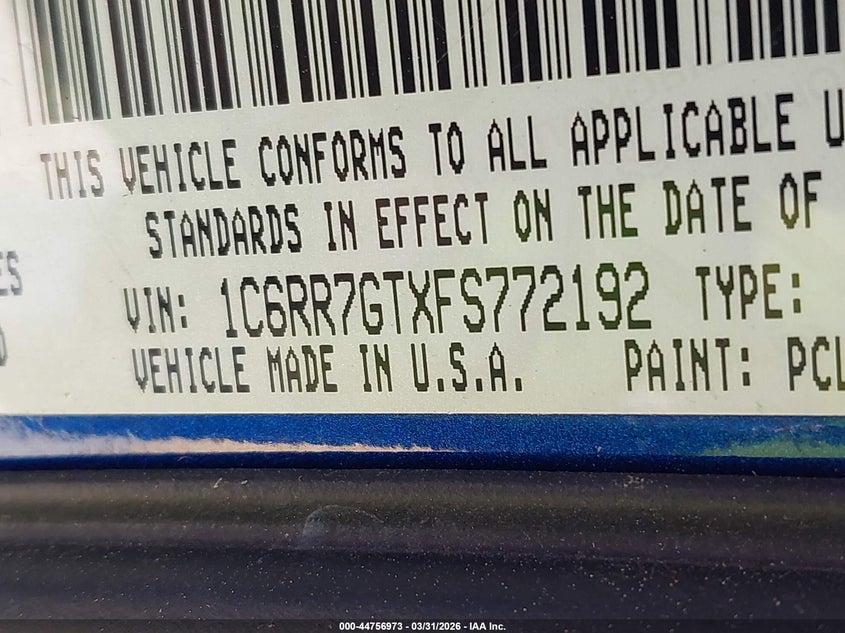 THIS VEHICLE CONFORMS TO ALL APPLICABLE U
STANDARDS IN EFFECT ON THE DATE OF
ES
VIN: 1C6RR7GTXFS772192 TYPE:
VEHICLE MADE IN U.S.A. PAINT: PCL
000-44756973 - 03/31/2026 - IAA Inc.